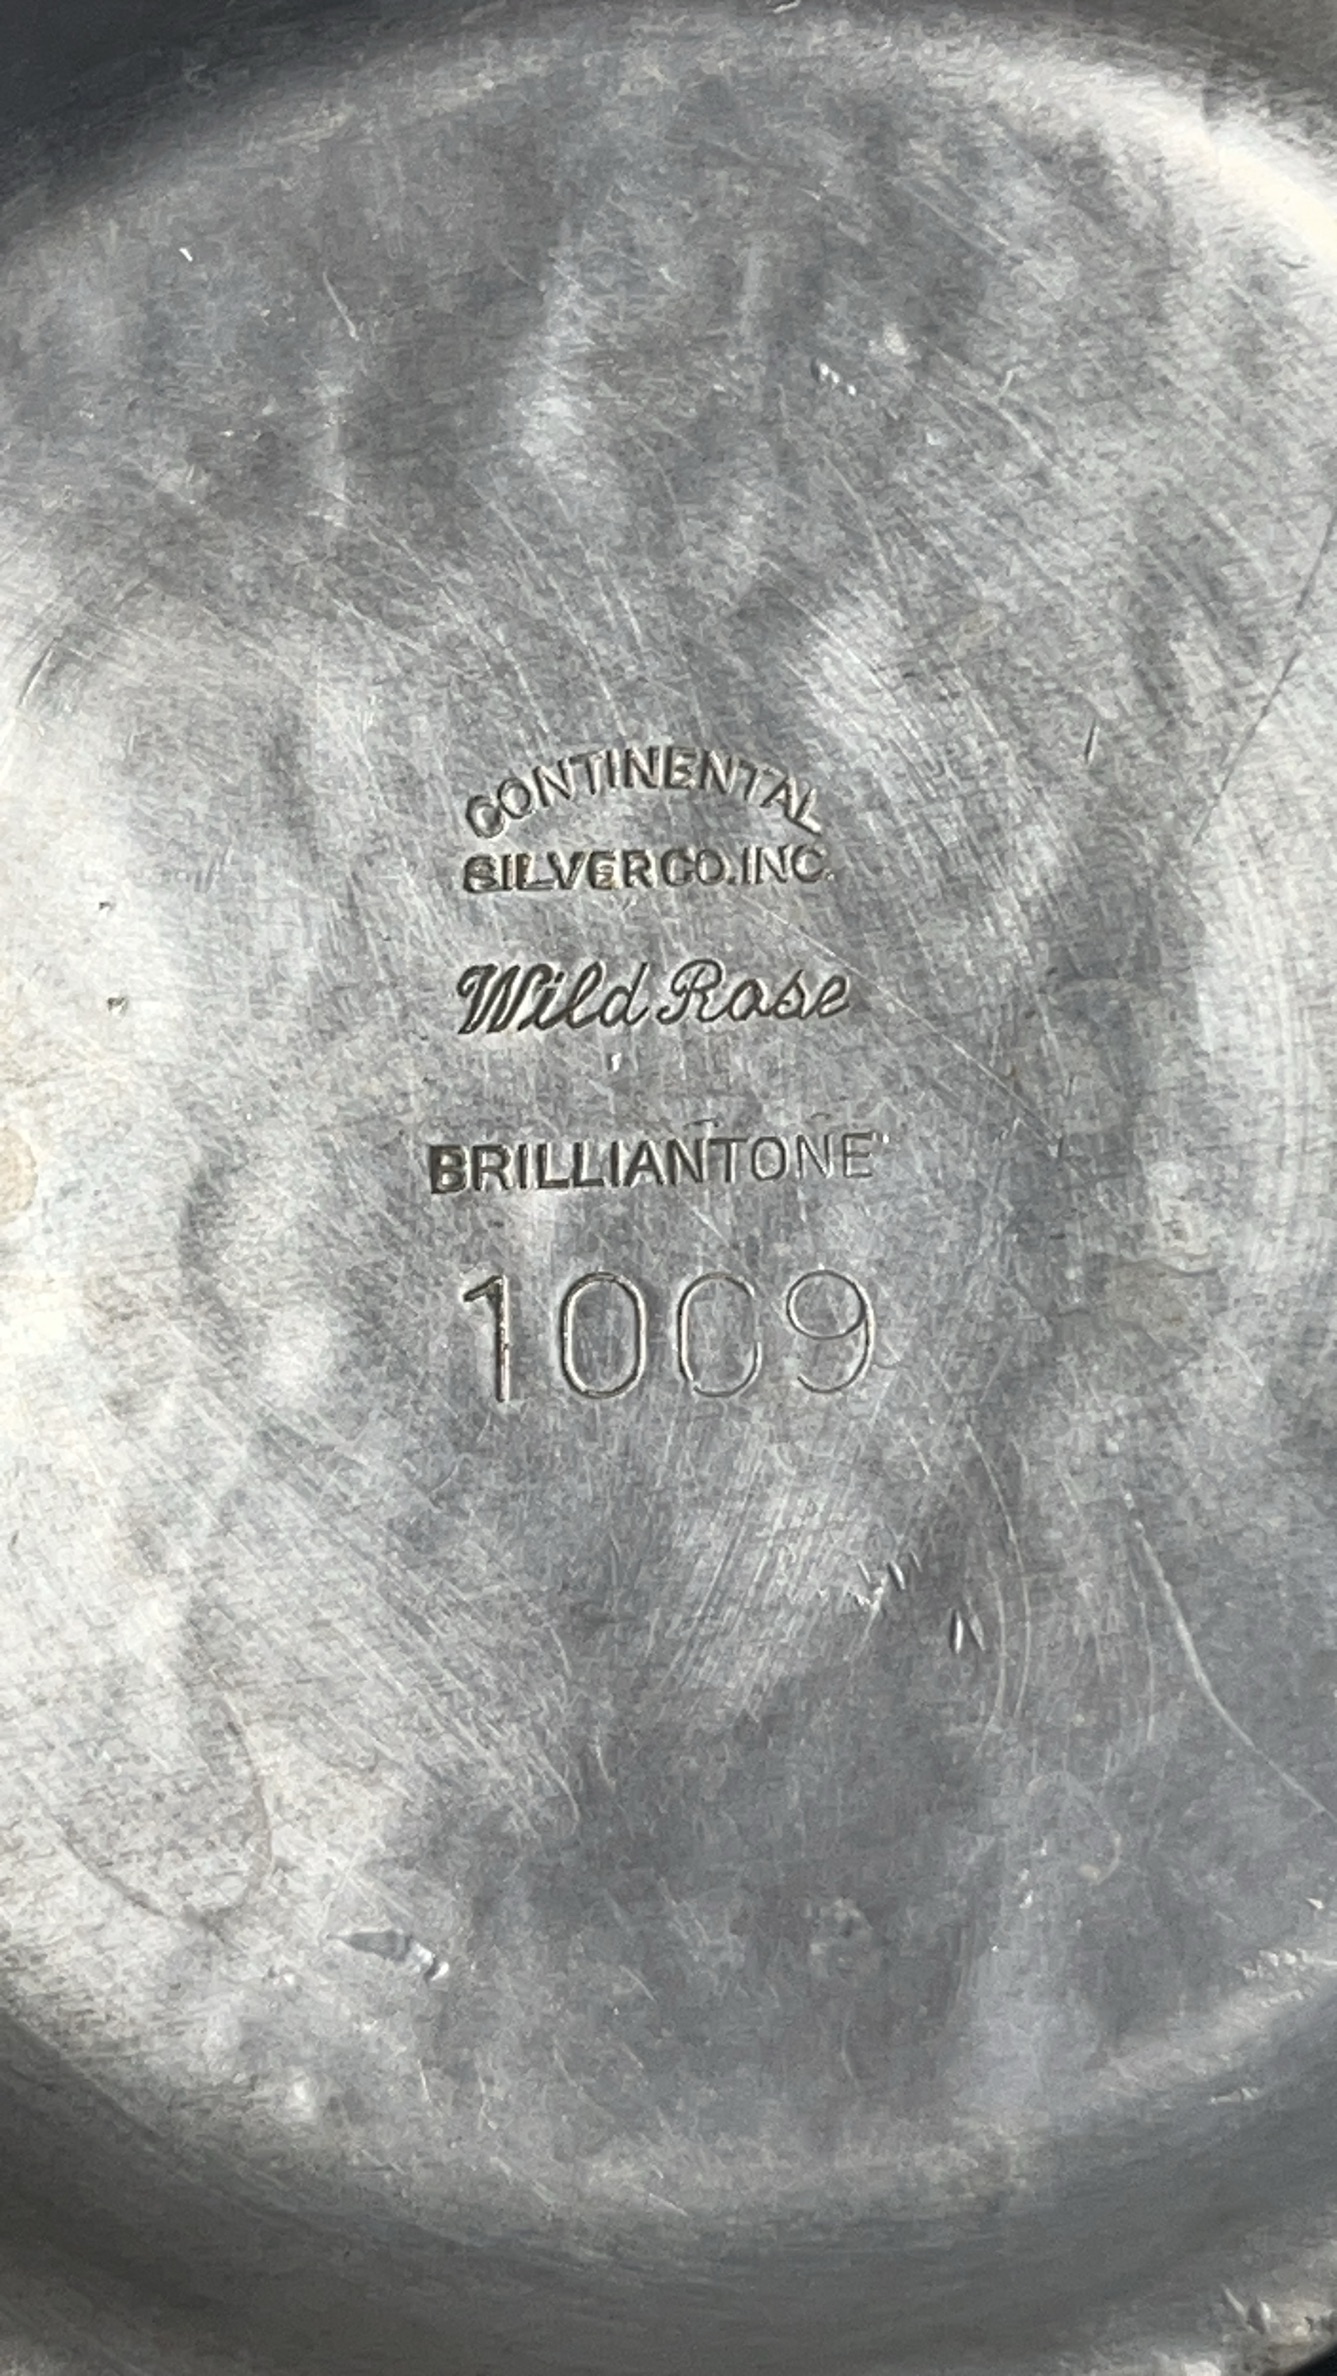 CONTINENTAL
SILVER CO. INC.
Wild Rose
BRILLIANTONE
1009